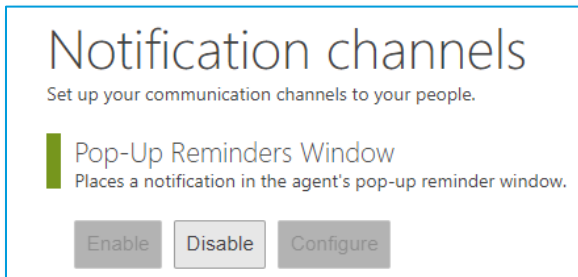 Notification channels
Set up your communication channels to your people.
Pop-Up Reminders Window
Places a notification in the agent's pop-up reminder window.
Enable Disable Configure